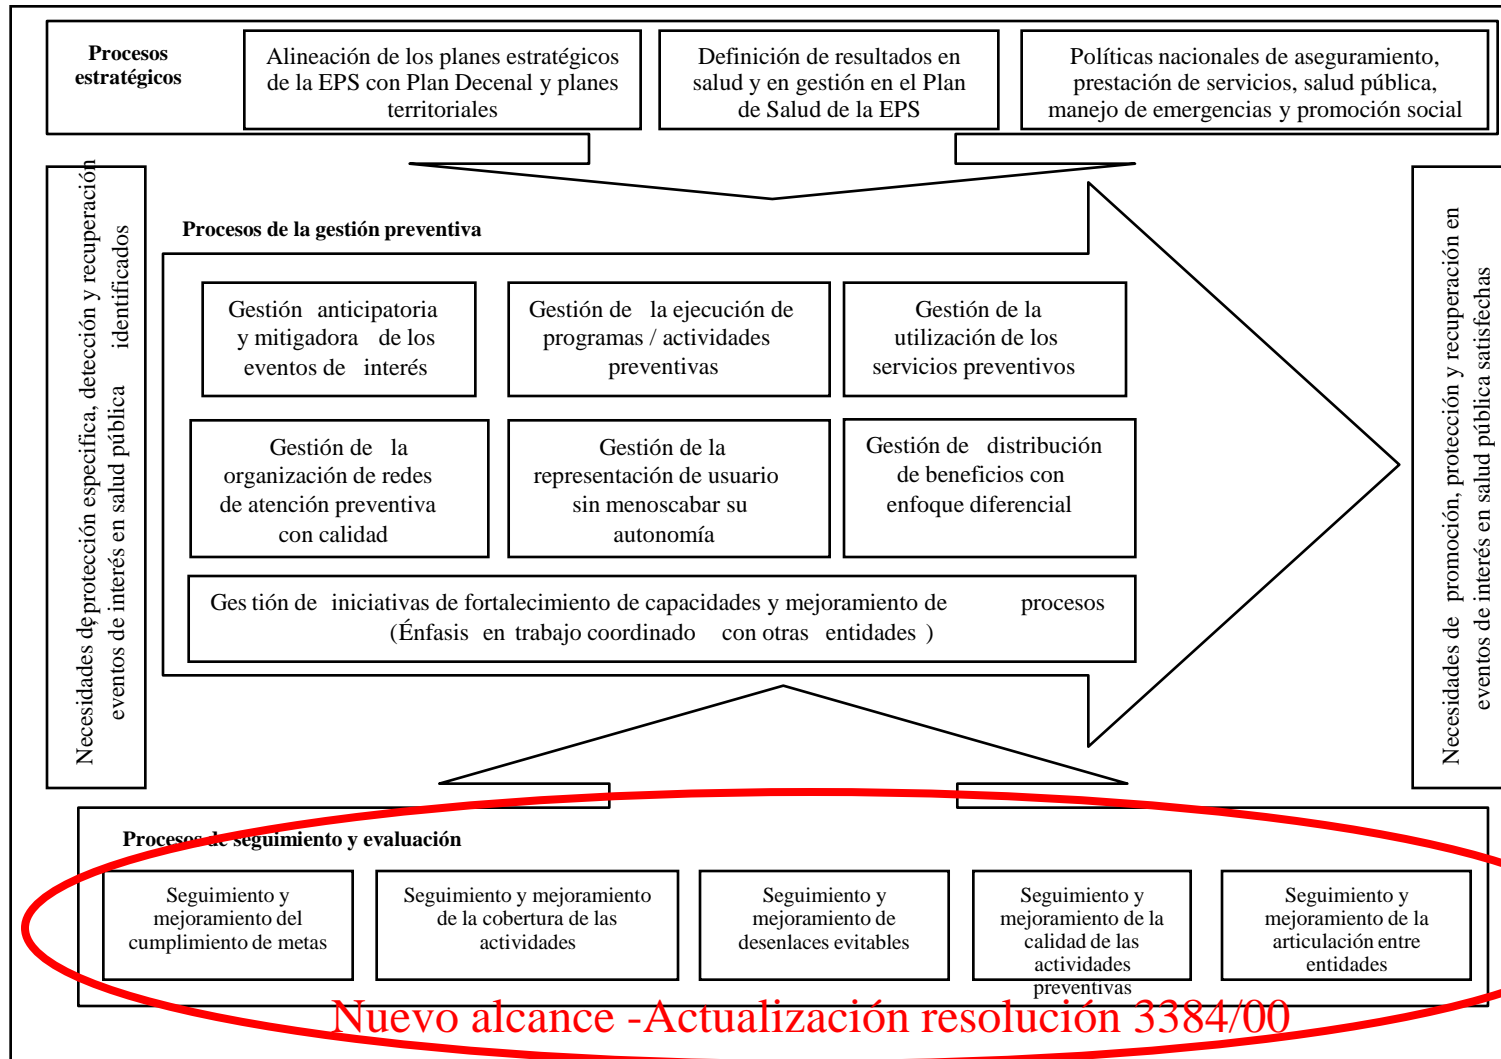 Procesos
estratégicos
Alineación de los planes estratégicos
de la EPS con Plan Decenal y planes
territoriales
Definición de resultados en
salud y en gestión en el Plan
de Salud de la EPS
Políticas nacionales de aseguramiento,
prestación de servicios, salud pública,
manejo de emergencias y promoción social
Necesidades de protección especifica, detección y recuperación
eventos de interés en salud pública identificados
Procesos de la gestión preventiva
Gestión anticipatoria
y mitigadora de los
eventos de interés
Gestión de la ejecución de
programas / actividades
preventivas
Gestión de la
utilización de los
servicios preventivos
Gestión de la
organización de redes
de atención preventiva
con calidad
Gestión de la
representación de usuario
sin menoscabar su
autonomía
Gestión de distribución
de beneficios con
enfoque diferencial
Ges tión de iniciativas de fortalecimiento de capacidades y mejoramiento de procesos
(Énfasis en trabajo coordinado con otras entidades )
Necesidades de promoción, protección y recuperación en
eventos de interés en salud pública satisfechas
Procesos de seguimiento y evaluación
Seguimiento y
mejoramiento del
cumplimiento de metas
Seguimiento y mejoramiento
de la cobertura de las
actividades
Seguimiento y
mejoramiento de
desenlaces evitables
Seguimiento y
mejoramiento de la
calidad de las
actividades
preventivas
Seguimiento y
mejoramiento de la
articulación entre
entidades
Nuevo alcance -Actualización resolución 3384/00